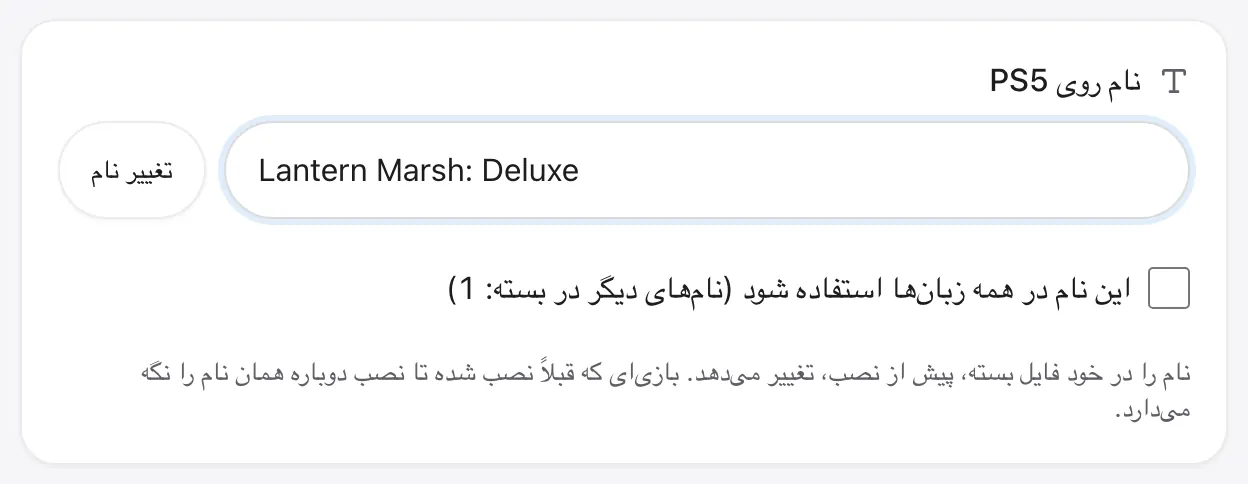 نام روی PS5
Lantern Marsh: Deluxe
تغییر نام
این نام در همه زبان‌ها استفاده شود (نام‌های دیگر در بسته: 1)
نام را در خود فایل بسته، پیش از نصب، تغییر می‌دهد. بازی‌ای که قبلاً نصب شده تا نصب دوباره همان نام را نگه
می‌دارد.